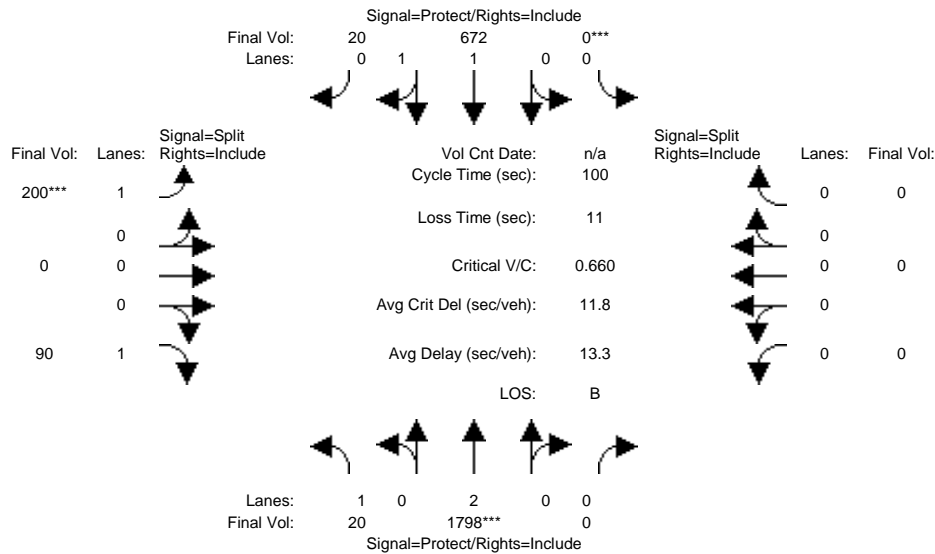 Signal=Protect/Rights=Include
Final Vol: 20 672 0***
Lanes: 0 1 1 0 0
Signal=Split
Final Vol: Lanes: Rights=Include
Vol Cnt Date: n/a
Signal=Split
Rights=Include Lanes: Final Vol:
Cycle Time (sec): 100
200*** 1 0 0
Loss Time (sec): 11
0 0
0 0 Critical V/C: 0.660 0 0
0 Avg Crit Del (sec/veh): 11.8 0
90 1 Avg Delay (sec/veh): 13.3 0 0
LOS: B
Lanes: 1 0 2 0 0
Final Vol: 20 1798*** 0
Signal=Protect/Rights=Include